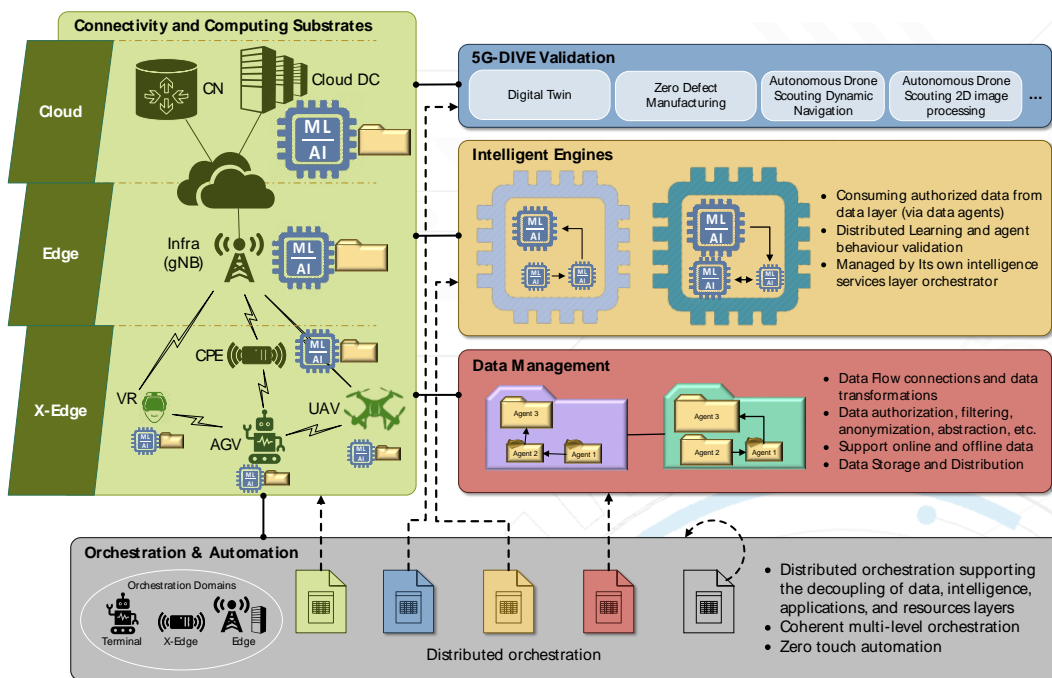 Connectivity and Computing Substrates
Cloud
CN
Cloud DC
ML
AI
Edge
Infra
(gNB)
ML
AI
X-Edge
CPE
ML
AI
VR
ML
AI
AGV
ML
AI
UAV
ML
AI
5G-DIVE Validation
Digital Twin
Zero Defect
Manufacturing
Autonomous Drone
Scouting Dynamic
Navigation
Autonomous Drone
Scouting 2D image
processing
...
Intelligent Engines
ML
AI
ML
AI
ML
AI
ML
AI
ML
AI
ML
AI
• Consuming authorized data from
data layer (via data agents)
• Distributed Learning and agent
behaviour validation
• Managed by Its own intelligence
services layer orchestrator
Data Management
Agent 3
Agent 2
Agent 1
Agent 3
Agent 2
Agent 1
• Data Flow connections and data
transformations
• Data authorization, filtering,
anonymization, abstraction, etc.
• Support online and offline data
• Data Storage and Distribution
Orchestration & Automation
Orchestration Domains
Terminal
X-Edge
Edge
Distributed orchestration
• Distributed orchestration supporting
the decoupling of data, intelligence,
applications, and resources layers
• Coherent multi-level orchestration
• Zero touch automation